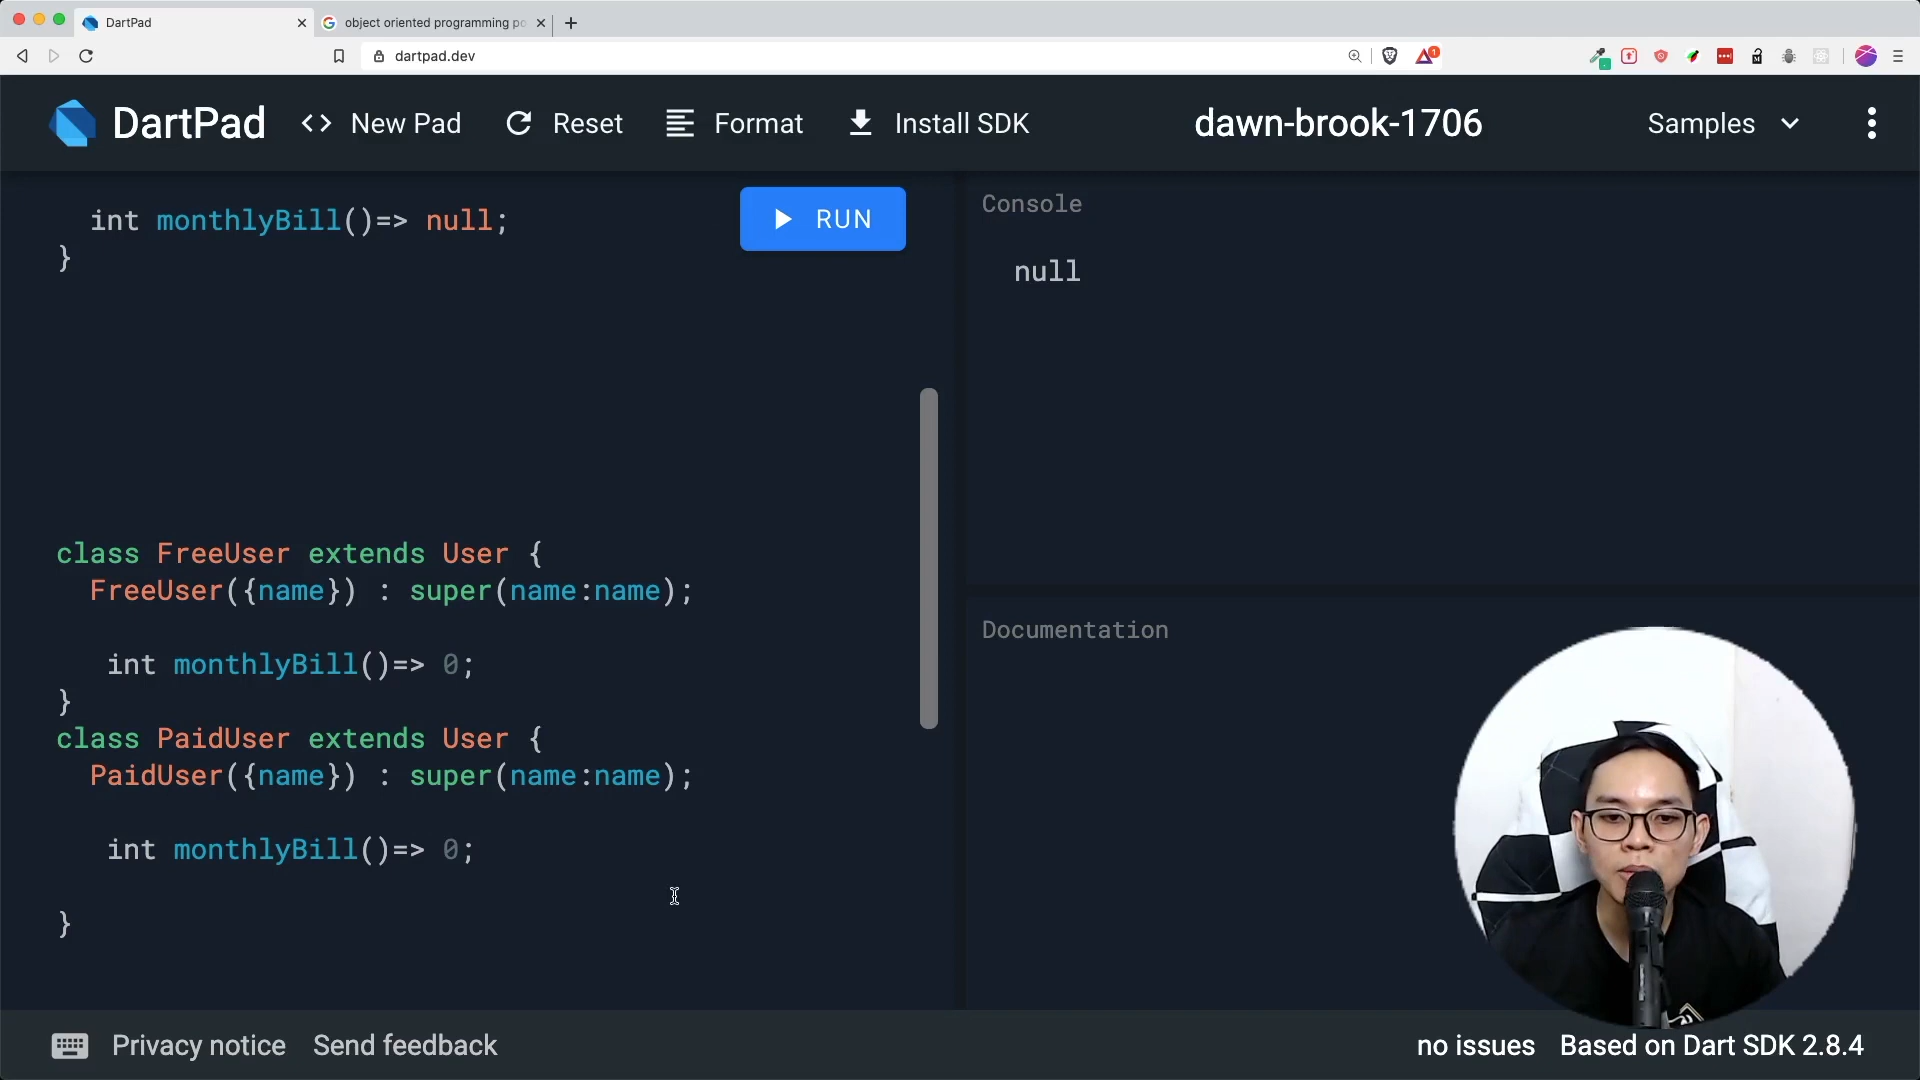 DartPad
object oriented programming po
dartpad.dev
1
DartPad
<> New Pad
Reset
Format
Install SDK
dawn-brook-1706
Samples
int monthlyBill()=> null;
}
RUN
class FreeUser extends User {
FreeUser({name}) : super(name:name);
int monthlyBill()=> 0;
}
class PaidUser extends User {
PaidUser({name}) : super(name:name);
int monthlyBill()=> 0;
}
Console
null
Documentation
Privacy notice
Send feedback
no issues
Based on Dart SDK 2.8.4